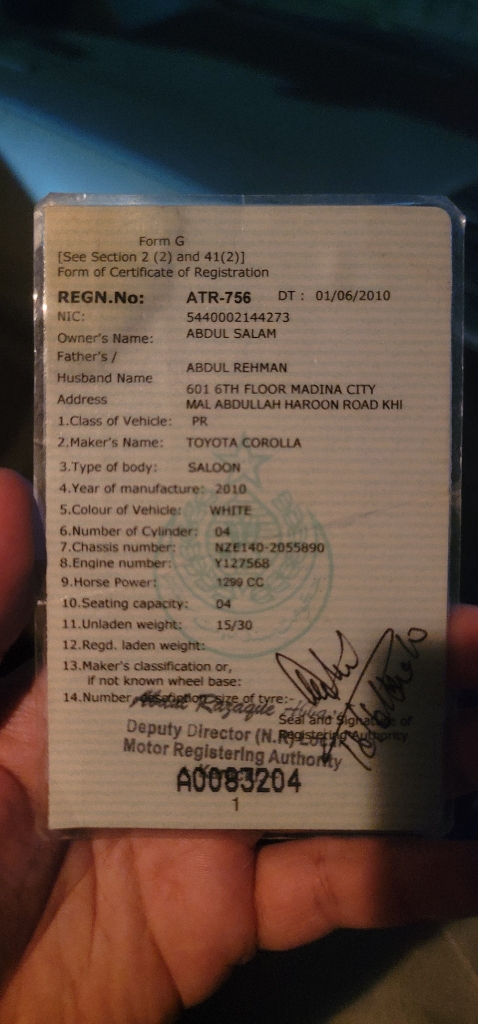 Form G
[See Section 2 (2) and 41(2)]
Form of Certificate of Registration
REGN.No: ATR-756 DT : 01/06/2010
NIC: 5440002144273
Owner's Name: ABDUL SALAM
Father's /
Husband Name ABDUL REHMAN
Address 601 6TH FLOOR MADINA CITY
MAL ABDULLAH HAROON ROAD KHI
1.Class of Vehicle: PR
2.Maker's Name: TOYOTA COROLLA
3.Type of body: SALOON
4.Year of manufacture: 2010
5.Colour of Vehicle: WHITE
6.Number of Cylinder: 04
7.Chassis number: NZE140-2055890
8.Engine number: Y127568
9.Horse Power: 1299 CC
10.Seating capacity: 04
11.Unladen weight: 15/30
12.Regd. laden weight:
13.Maker's classification or,
if not known wheel base:
14.Number description, size of tyre:-
Abdul Razaque
Seal and Signature of
Registering Authority
Deputy Director (N.R)
Motor Registering Authority
A0083204
1